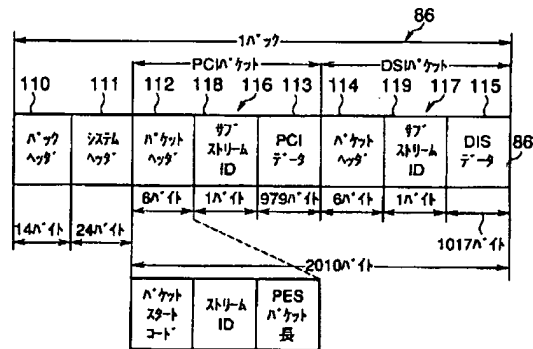 86
1パック
PCIパケット
DSIパケット
110 111 112 118 116 113 114 119 117 115
パック
ヘッダ
システム
ヘッダ
パケット
ヘッダ
サブ
ストリーム
ID
PCI
データ
パケット
ヘッダ
サブ
ストリーム
ID
DIS
データ
86
14バイト
24バイト
6バイト
1バイト
979バイト
6バイト
1バイト
1017バイト
2010バイト
パケット
スタート
コード
ストリーム
ID
PES
パケット
長